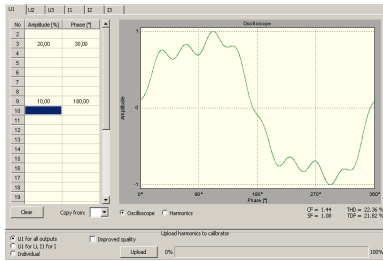 U1 U2 U3 I1 I2 I3
No Amplitude [%] Phase [°]
2
3 20,00 30,00
4
5
6
7
8
9 10,00 180,00
10
11
12
13
14
15
16
17
18
19
Clear Copy from:
Oscilloscope
Amplitude
1
0
-1
0° 90° 180° 270° 360°
Phase [°]
Oscilloscope Harmonics
CF = 1.44 THD = 22.36 %
SF = 1.08 TDF = 21.82 %
U1 for all outputs
U1 for U, I1 for I
Individual
Improved quality
Upload harmonics to calibrator
Upload 0% 100%